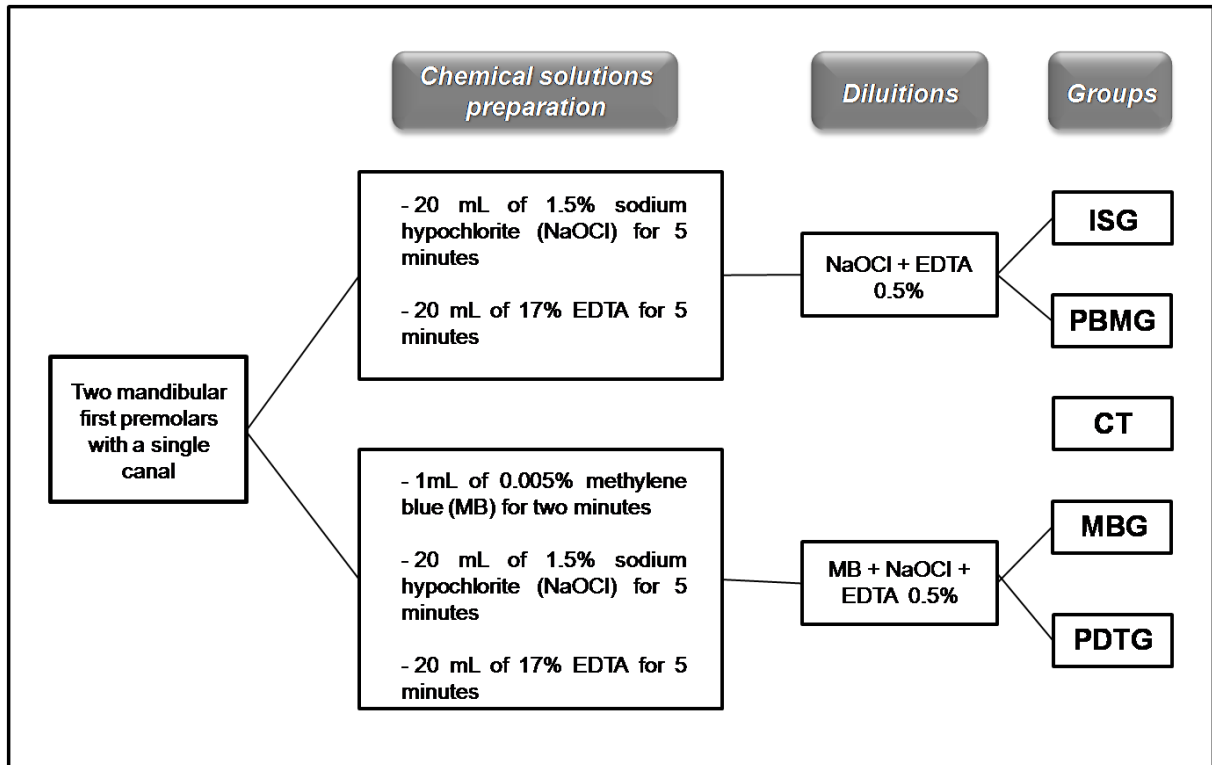 Chemical solutions
preparation
Diluitions
Groups
Two mandibular
first premolars
with a single
canal
- 20 mL of 1.5% sodium
hypochlorite (NaOCl) for 5
minutes
- 20 mL of 17% EDTA for 5
minutes
- 1mL of 0.005% methylene
blue (MB) for two minutes
- 20 mL of 1.5% sodium
hypochlorite (NaOCl) for 5
minutes
- 20 mL of 17% EDTA for 5
minutes
NaOCl + EDTA
0.5%
MB + NaOCl +
EDTA 0.5%
ISG
PBMG
CT
MBG
PDTG